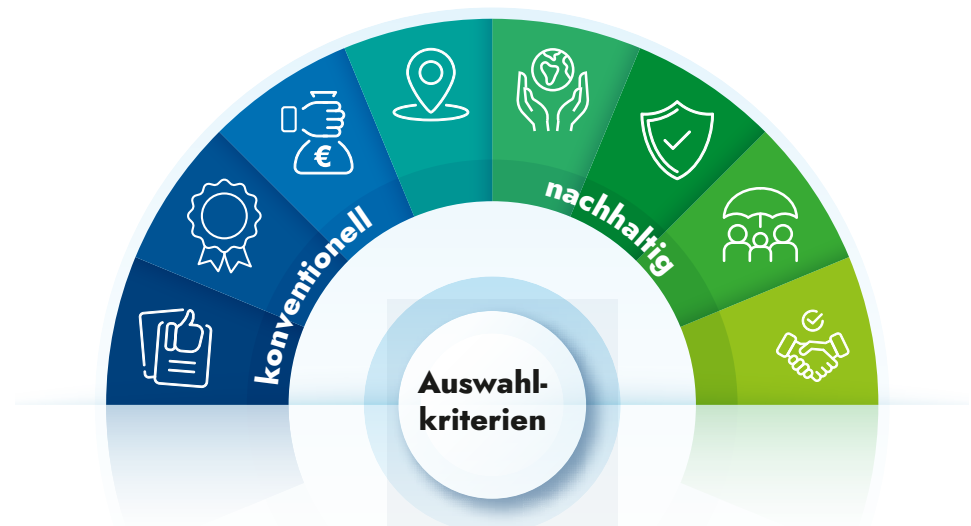 €
konventionell
nachhaltig
Auswahl-
kriterien